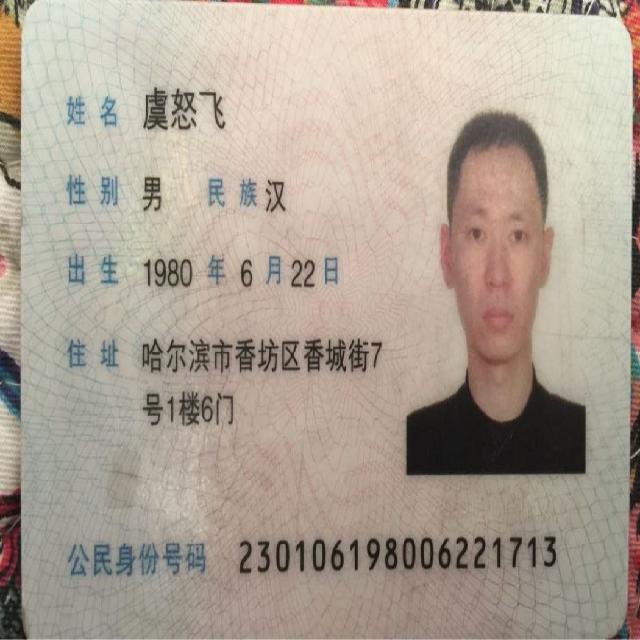 姓名 虞怒飞
性别 男 民族 汉
出生 1980 年 6 月 22 日
住址 哈尔滨市香坊区香城街7
号1楼6门
公民身份号码 230106198006221713